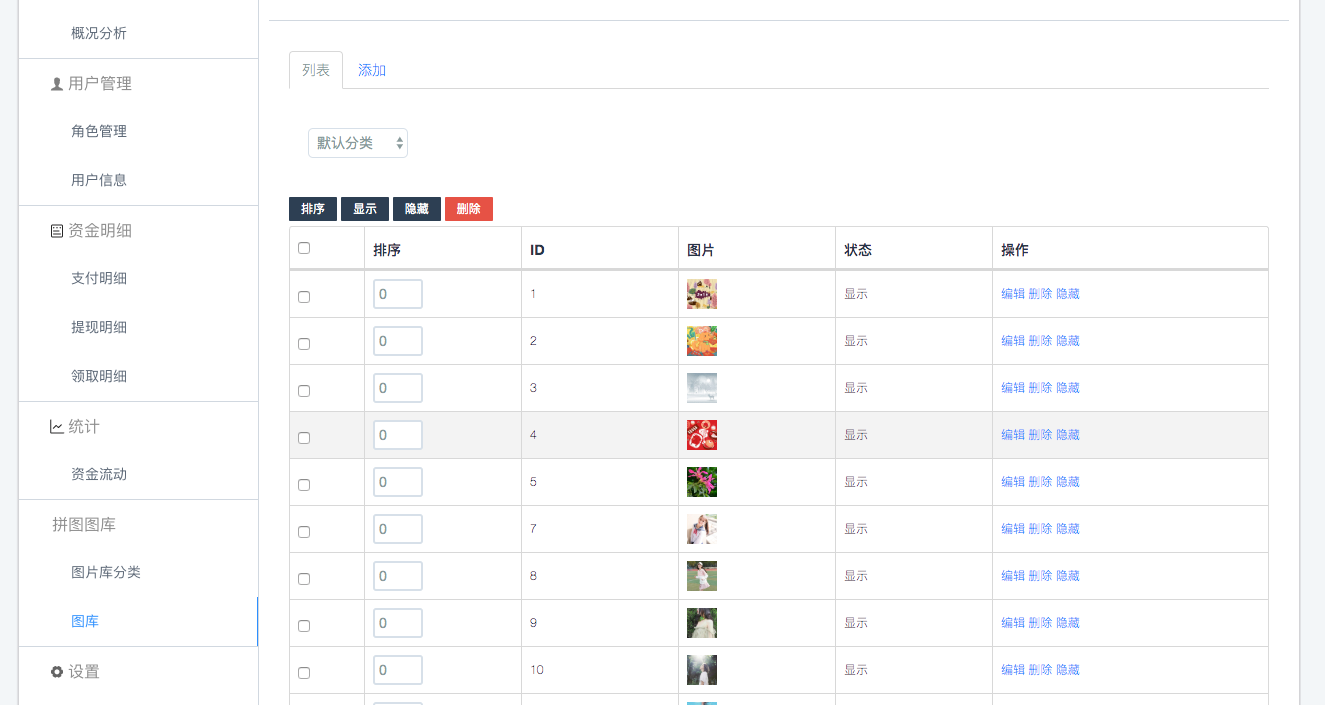 概况分析
用户管理
角色管理
用户信息
资金明细
支付明细
提现明细
领取明细
统计
资金流动
拼图图库
图片库分类
图库
设置
列表 添加
默认分类
排序 显示 隐藏 删除
排序 ID 图片 状态 操作
0 1 显示 编辑 删除 隐藏
0 2 显示 编辑 删除 隐藏
0 3 显示 编辑 删除 隐藏
0 4 显示 编辑 删除 隐藏
0 5 显示 编辑 删除 隐藏
0 7 显示 编辑 删除 隐藏
0 8 显示 编辑 删除 隐藏
0 9 显示 编辑 删除 隐藏
0 10 显示 编辑 删除 隐藏